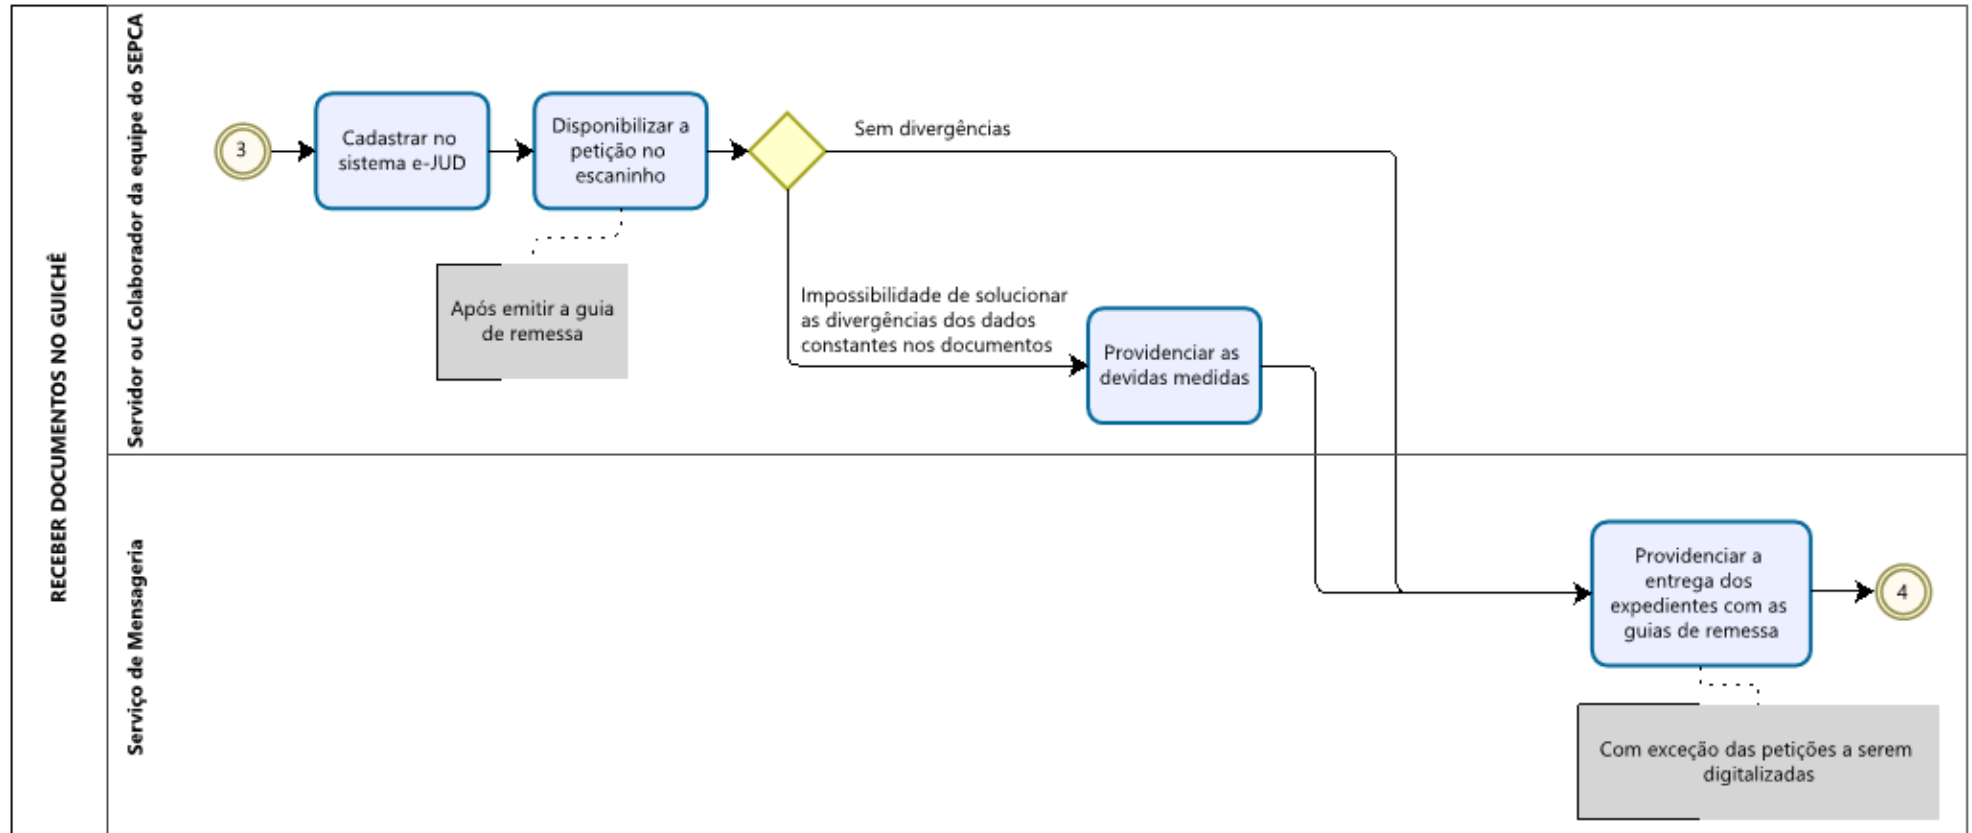 RECEBER DOCUMENTOS NO GUICHÊ
Servidor ou Colaborador da equipe do SEPCA
3
Cadastrar no
sistema e-JUD
Disponibilizar a
petição no
escaninho
Sem divergências
Após emitir a guia
de remessa
Impossibilidade de solucionar
as divergências dos dados
constantes nos documentos
Providenciar as
devidas medidas
Serviço de Mensageria
Providenciar a
entrega dos
expedientes com as
guias de remessa
4
Com exceção das petições a serem
digitalizadas